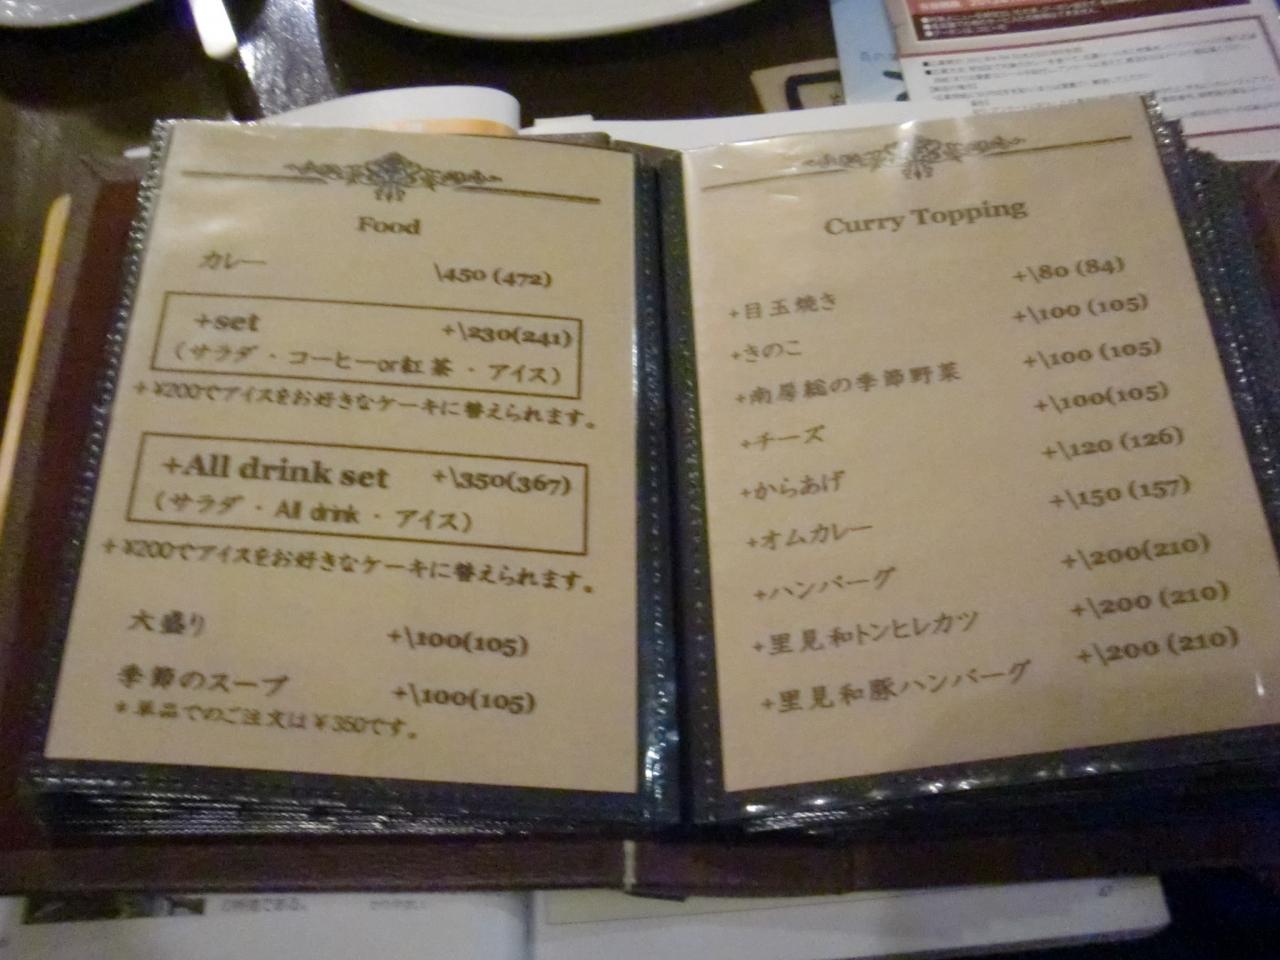 Food
カレー \450 (472)
+set +\230(241)
(サラダ・コーヒーor紅茶・アイス)
+¥200でアイスをお好きなケーキに替えられます。
+All drink set +\350(367)
(サラダ・All drink・アイス)
+¥200でアイスをお好きなケーキに替えられます。
大盛り +\100(105)
季節のスープ +\100(105)
*単品でのご注文は¥350です。
Curry Topping
+目玉焼き +\80 (84)
+きのこ +\100 (105)
+南房総の季節野菜 +\100 (105)
+チーズ +\100(105)
+からあげ +\120 (126)
+オムカレー +\150 (157)
+ハンバーグ +\200(210)
+里見和トンヒレカツ +\200 (210)
+里見和豚ハンバーグ +\200 (210)